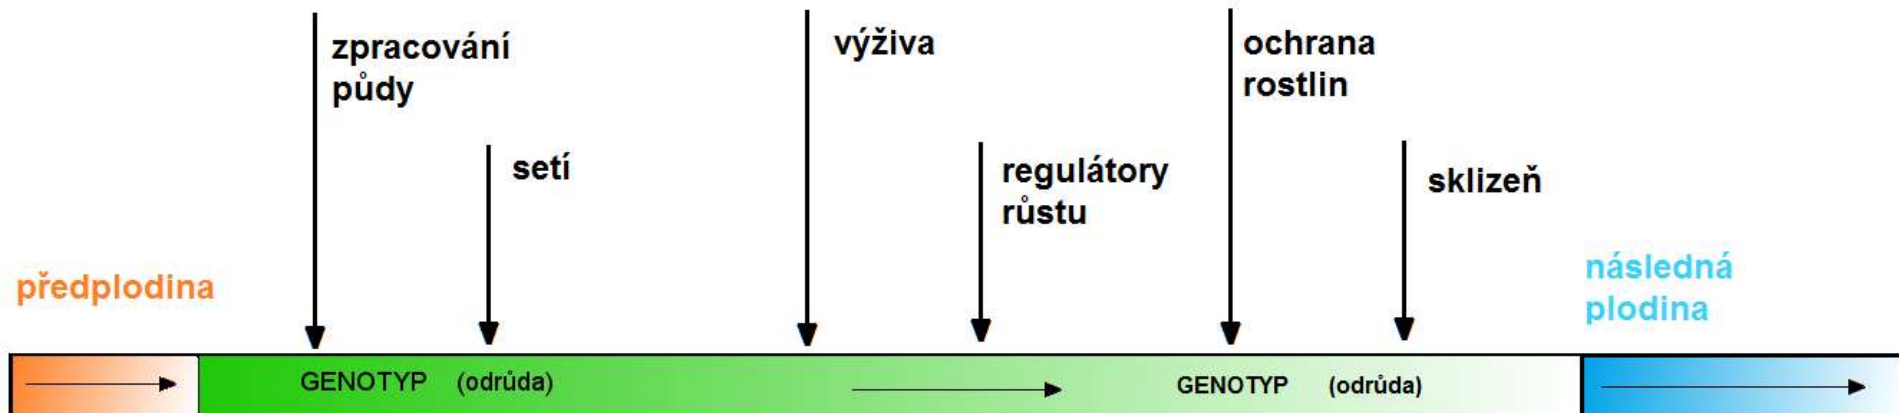 zpracování
půdy
setí
výživa
regulátory
růstu
ochrana
rostlin
sklizeň
předplodina
následná
plodina
GENOTYP (odrůda)
GENOTYP (odrůda)